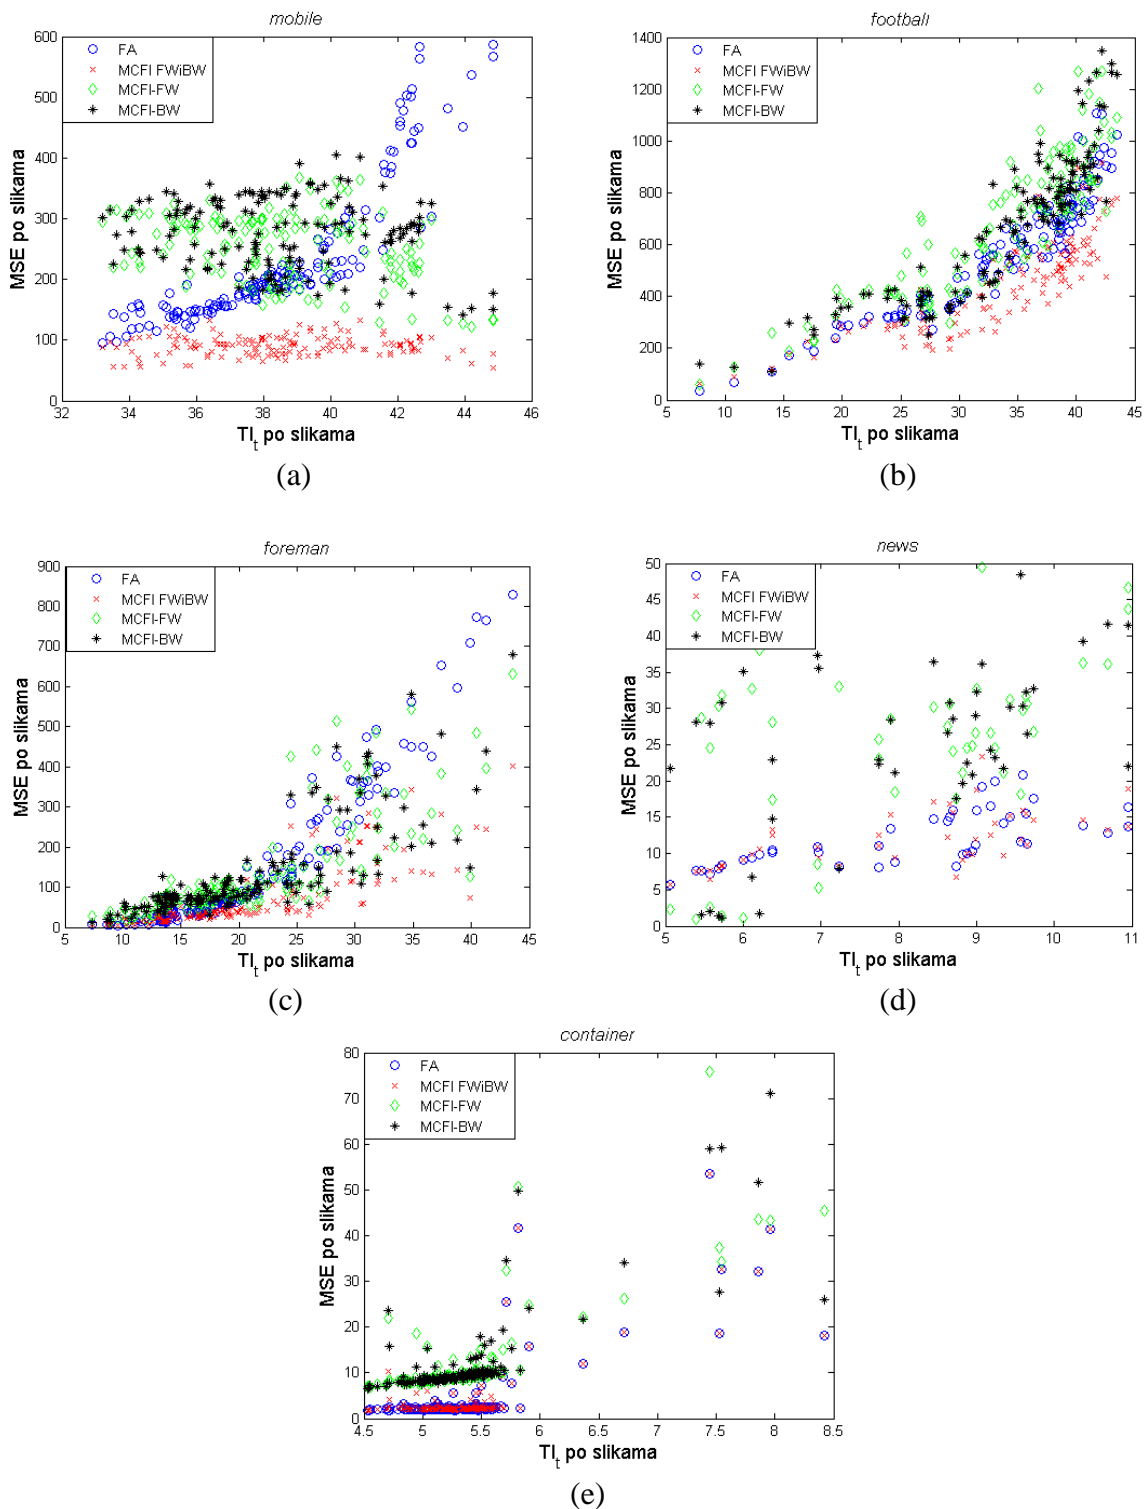 mobile
600
500
400
300
200
100
0
32
34
36
38
40
42
44
46
FA
MCFI FWiBW
MCFI-FW
MCFI-BW
MSE po slikama
TI_t po slikama
(a)
football
1400
1200
1000
800
600
400
200
0
5
10
15
20
25
30
35
40
45
FA
MCFI FWiBW
MCFI-FW
MCFI-BW
MSE po slikama
TI_t po slikama
(b)
foreman
900
800
700
600
500
400
300
200
100
0
5
10
15
20
25
30
35
40
45
FA
MCFI FWiBW
MCFI-FW
MCFI-BW
MSE po slikama
TI_t po slikama
(c)
news
50
45
40
35
30
25
20
15
10
5
0
5
6
7
8
9
10
11
FA
MCFI FWiBW
MCFI-FW
MCFI-BW
MSE po slikama
TI_t po slikama
(d)
container
80
70
60
50
40
30
20
10
0
4.5
5
5.5
6
6.5
7
7.5
8
8.5
FA
MCFI FWiBW
MCFI-FW
MCFI-BW
MSE po slikama
TI_t po slikama
(e)